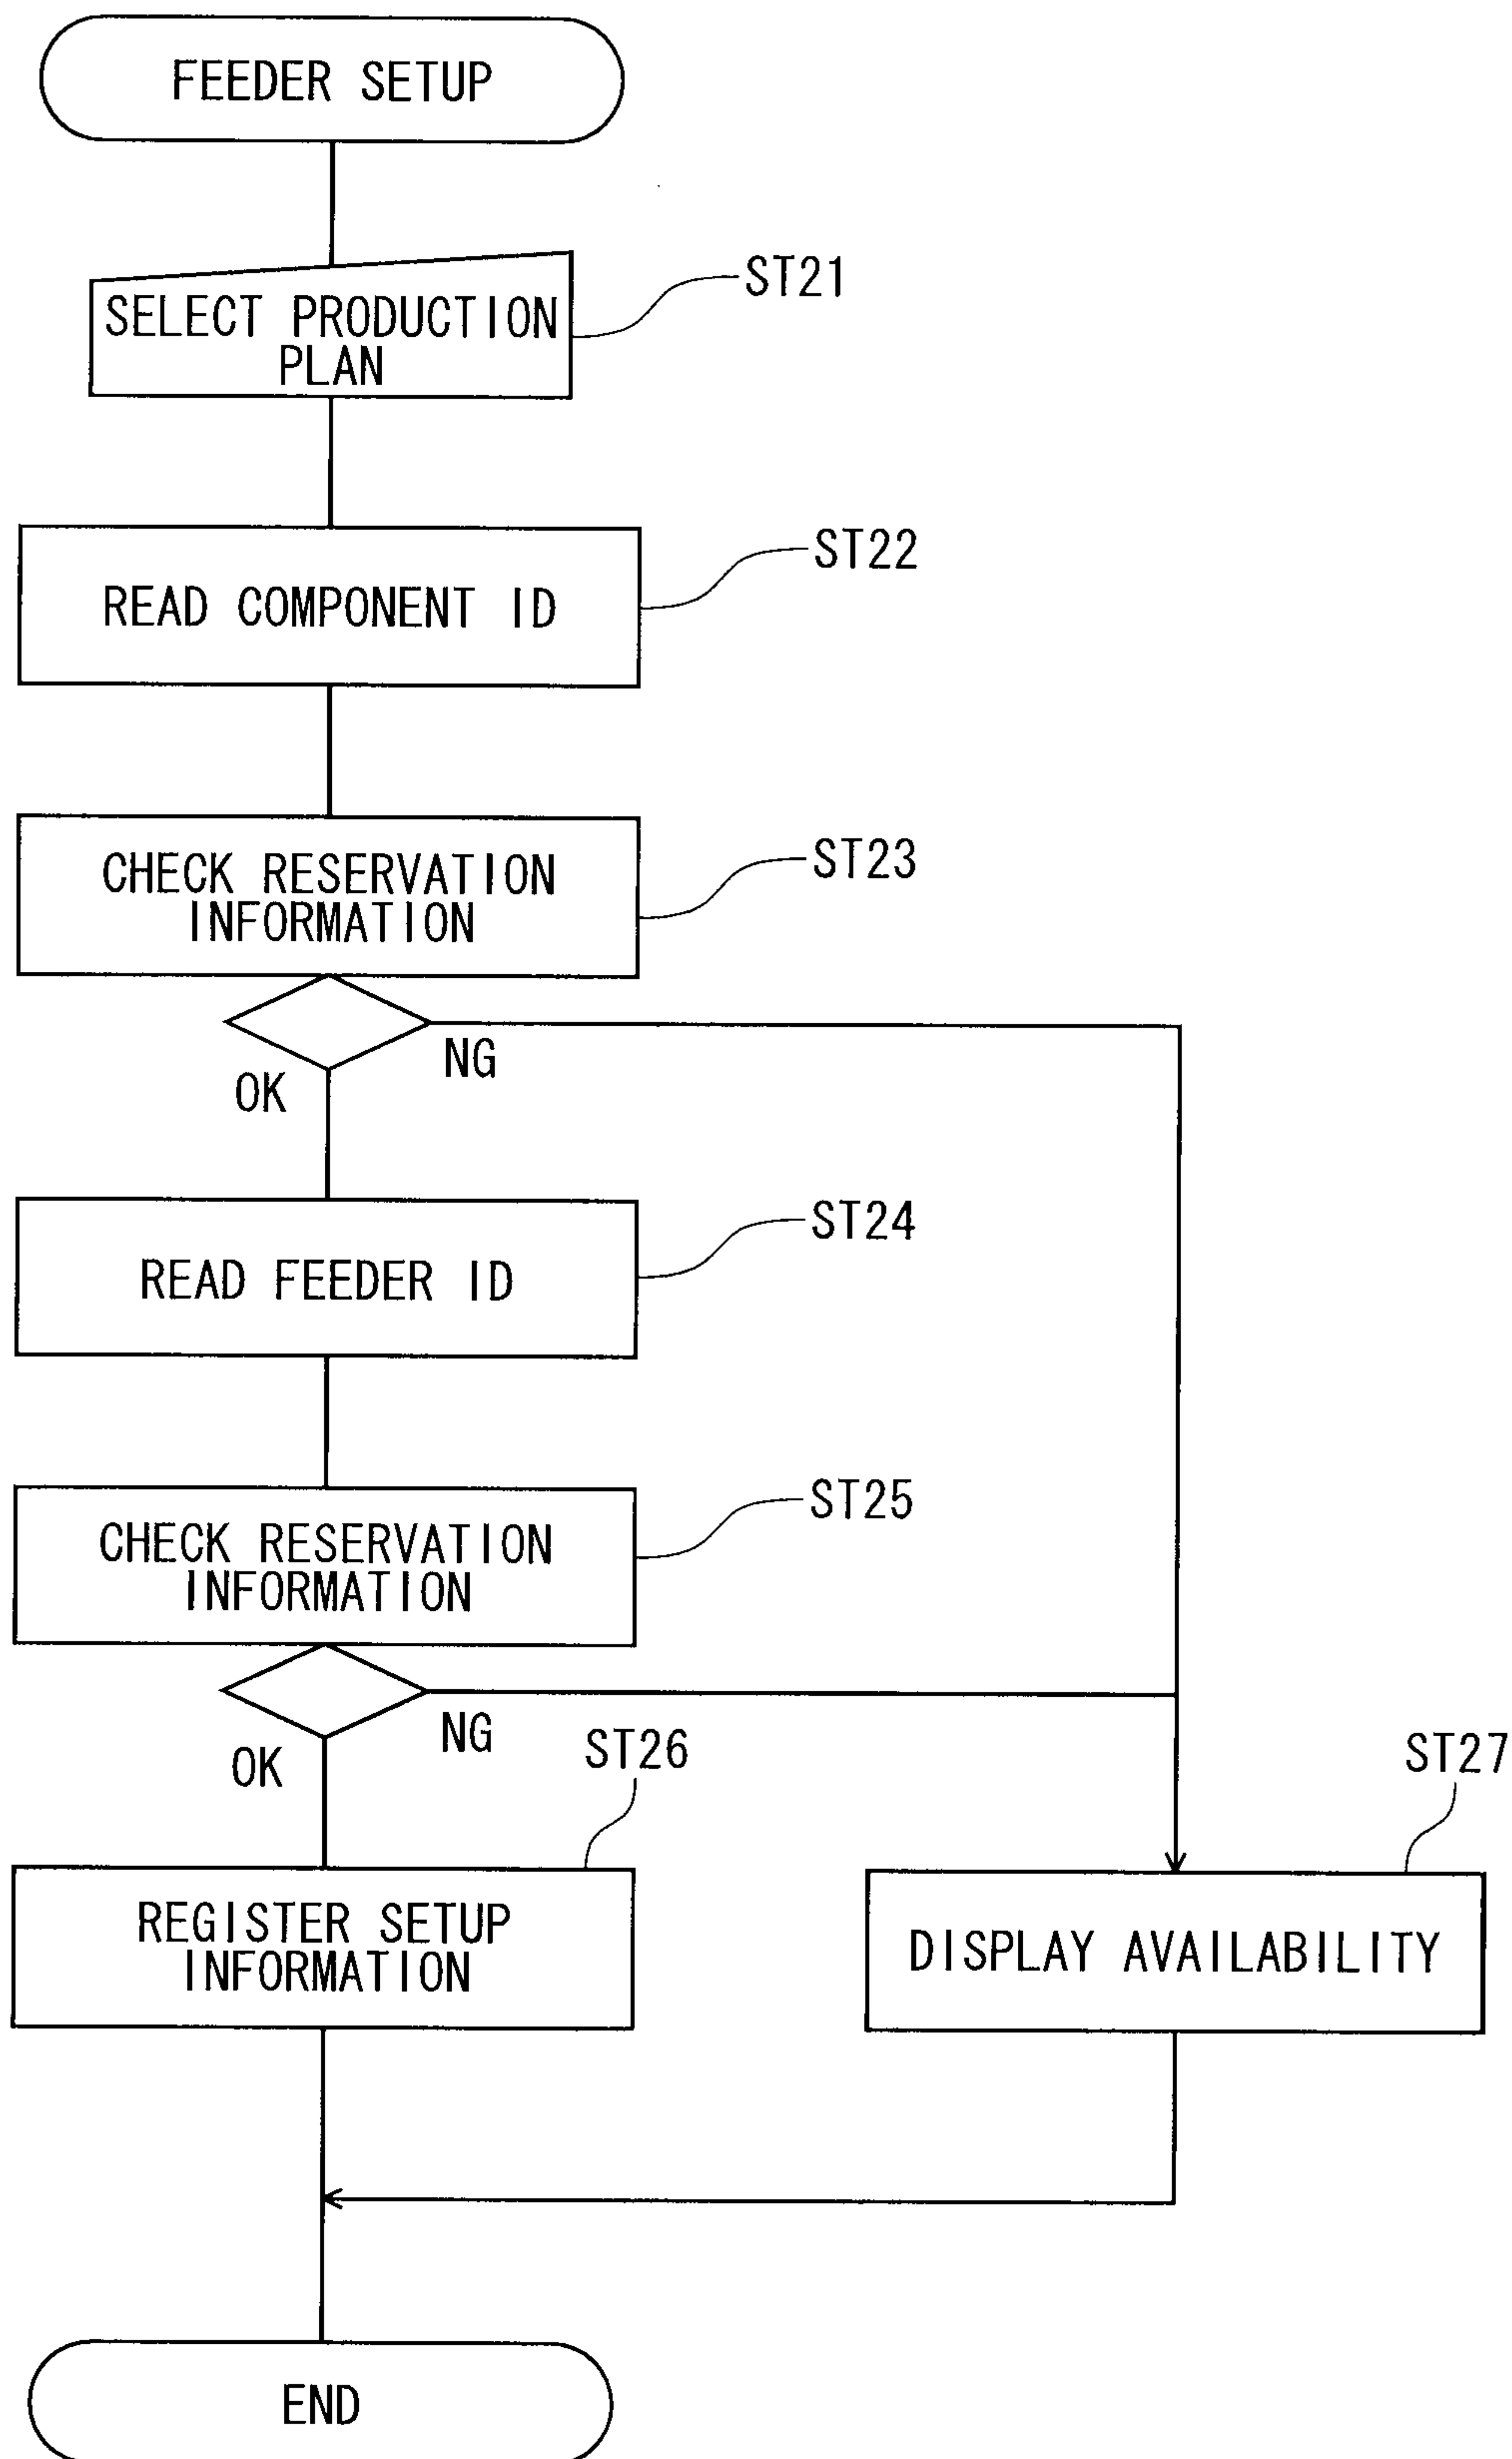 FEEDER SETUP
ST21
SELECT PRODUCTION
PLAN
ST22
READ COMPONENT ID
ST23
CHECK RESERVATION
INFORMATION
NG
OK
ST24
READ FEEDER ID
ST25
CHECK RESERVATION
INFORMATION
NG
OK
ST26
ST27
REGISTER SETUP
INFORMATION
DISPLAY AVAILABILITY
END